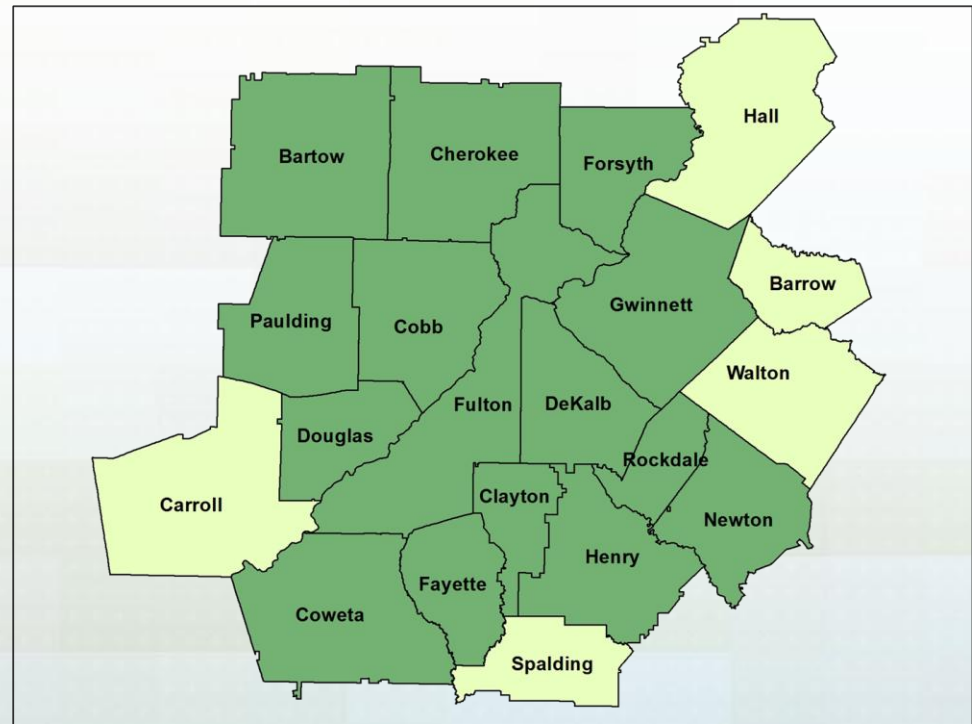 Hall
Bartow
Cherokee
Forsyth
Barrow
Gwinnett
Paulding
Cobb
Walton
Fulton
DeKalb
Douglas
Rockdale
Carroll
Clayton
Newton
Henry
Fayette
Coweta
Spalding